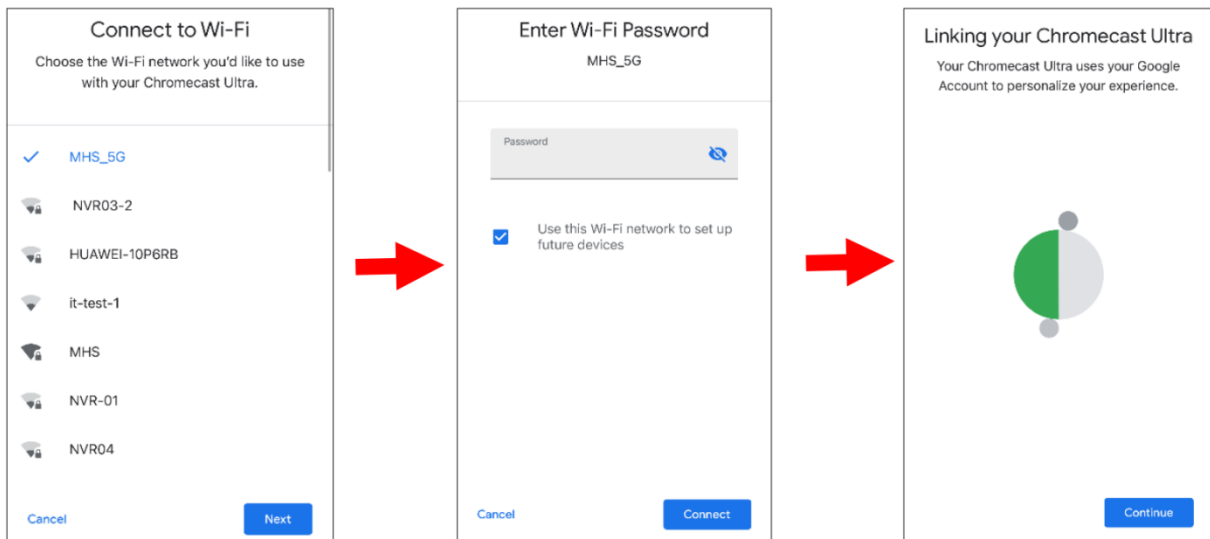 Connect to Wi-Fi
Choose the Wi-Fi network you'd like to use
with your Chromecast Ultra.
MHS_5G
NVR03-2
HUAWEI-10P6RB
it-test-1
MHS
NVR-01
NVR04
Cancel
Next
Enter Wi-Fi Password
MHS_5G
Password
Use this Wi-Fi network to set up
future devices
Cancel
Connect
Linking your Chromecast Ultra
Your Chromecast Ultra uses your Google
Account to personalize your experience.
Continue